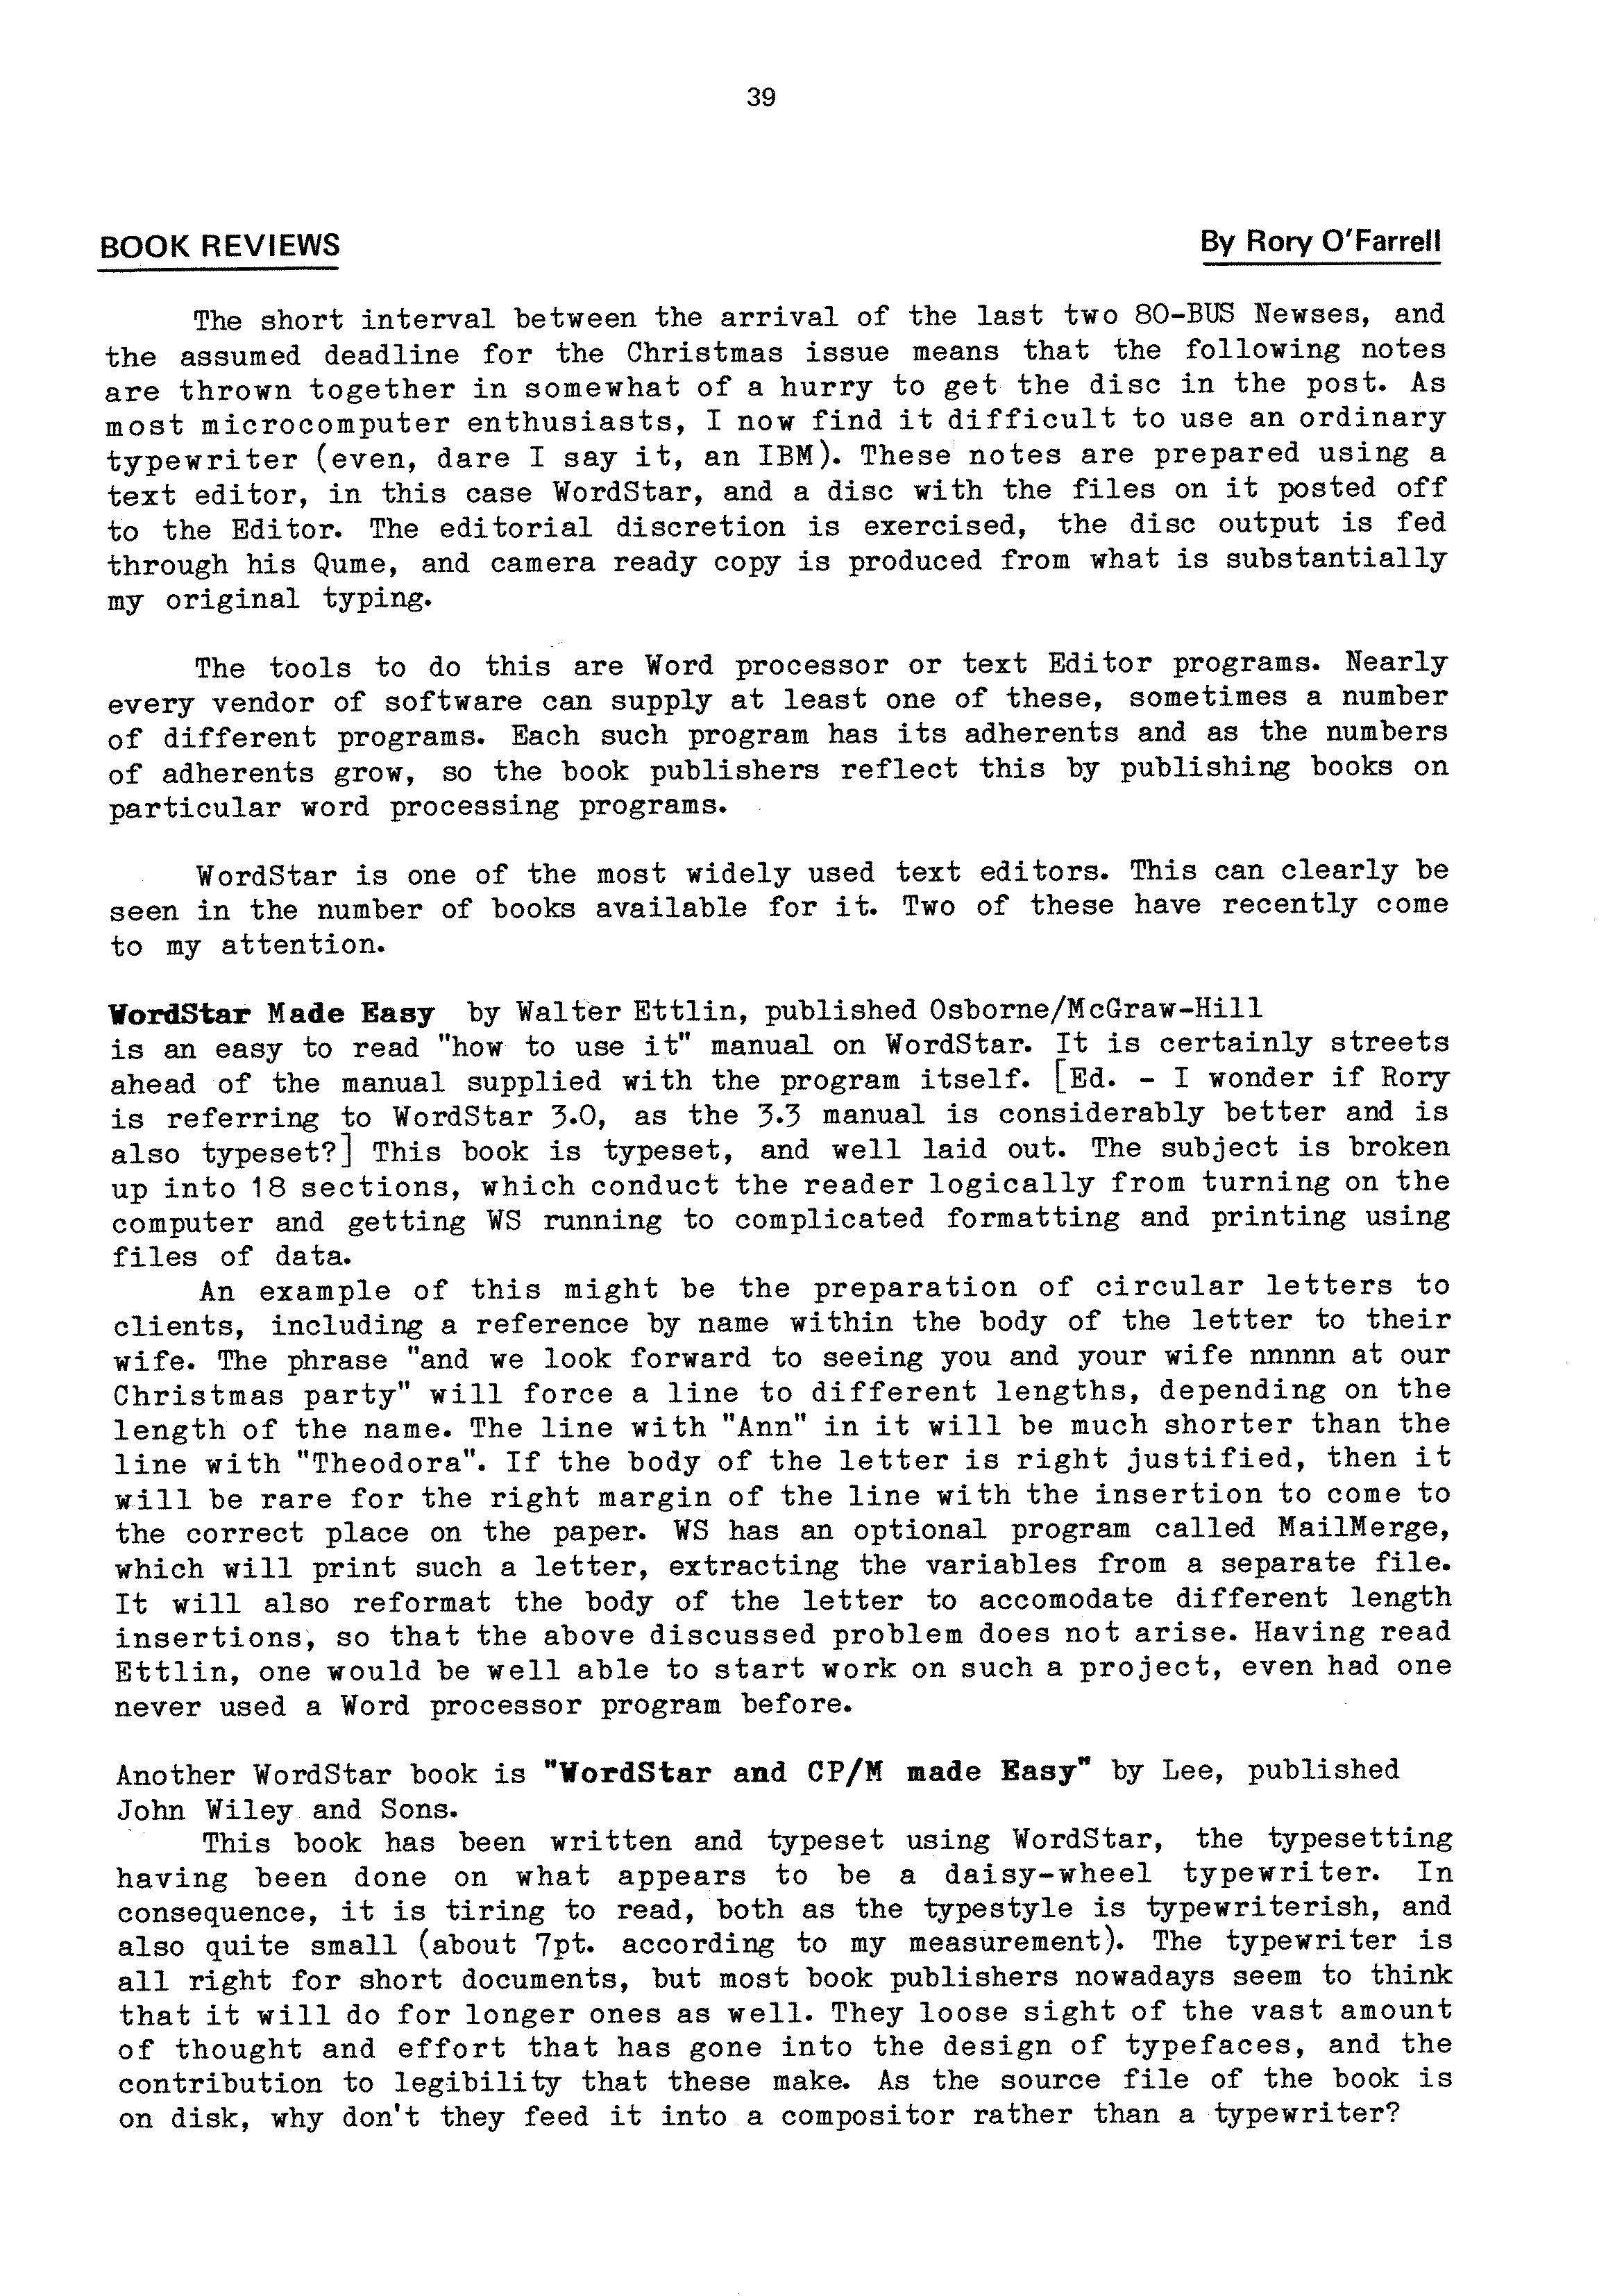 39
BOOK REVIEWS By Rory O'Farrell
The short interval between the arrival of the last two 80-BUS Newses, and
the assumed deadline for the Christmas issue means that the following notes
are thrown together in somewhat of a hurry to get the disc in the post. As
most microcomputer enthusiasts, I now find it difficult to use an ordinary
typewriter (even, dare I say it, an IBM). These notes are prepared using a
text editor, in this case WordStar, and a disc with the files on it posted off
to the Editor. The editorial discretion is exercised, the disc output is fed
through his Qume, and camera ready copy is produced from what is substantially
my original typing.
The tools to do this are Word processor or text Editor programs. Nearly
every vendor of software can supply at least one of these, sometimes a number
of different programs. Each such program has its adherents and as the numbers
of adherents grow, so the book publishers reflect this by publishing books on
particular word processing programs.
WordStar is one of the most widely used text editors. This can clearly be
seen in the number of books available for it. Two of these have recently come
to my attention.
WordStar Made Easy by Walter Ettlin, published Osborne/McGraw-Hill
is an easy to read "how to use it" manual on WordStar. It is certainly streets
ahead of the manual supplied with the program itself. [Ed. - I wonder if Rory
is referring to WordStar 3.0, as the 3.3 manual is considerably better and is
also typeset?] This book is typeset, and well laid out. The subject is broken
up into 18 sections, which conduct the reader logically from turning on the
computer and getting WS running to complicated formatting and printing using
files of data.
An example of this might be the preparation of circular letters to
clients, including a reference by name within the body of the letter to their
wife. The phrase "and we look forward to seeing you and your wife nnnnn at our
Christmas party" will force a line to different lengths, depending on the
length of the name. The line with "Ann" in it will be much shorter than the
line with "Theodora". If the body of the letter is right justified, then it
will be rare for the right margin of the line with the insertion to come to
the correct place on the paper. WS has an optional program called MailMerge,
which will print such a letter, extracting the variables from a separate file.
It will also reformat the body of the letter to accomodate different length
insertions, so that the above discussed problem does not arise. Having read
Ettlin, one would be well able to start work on such a project, even had one
never used a Word processor program before.
Another WordStar book is "WordStar and CP/M made Easy" by Lee, published
John Wiley and Sons.
This book has been written and typeset using WordStar, the typesetting
having been done on what appears to be a daisy-wheel typewriter. In
consequence, it is tiring to read, both as the typestyle is typewriterish, and
also quite small (about 7pt. according to my measurement). The typewriter is
all right for short documents, but most book publishers nowadays seem to think
that it will do for longer ones as well. They loose sight of the vast amount
of thought and effort that has gone into the design of typefaces, and the
contribution to legibility that these make. As the source file of the book is
on disk, why don't they feed it into a compositor rather than a typewriter?